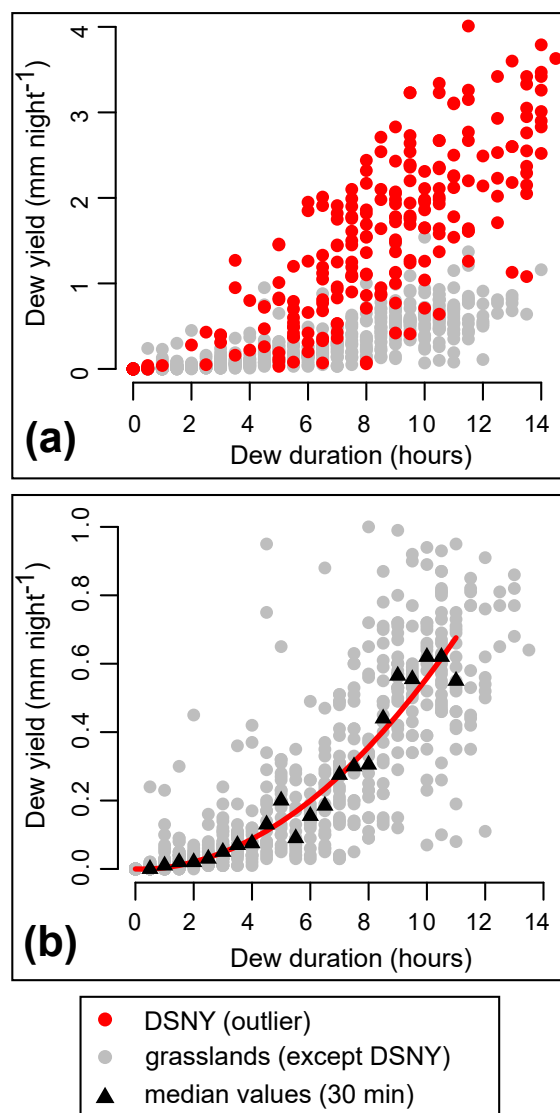 4
3
2
1
0
Dew yield (mm night⁻¹)
0 2 4 6 8 10 12 14
Dew duration (hours)
(a)
1.0
0.8
0.6
0.4
0.2
0.0
Dew yield (mm night⁻¹)
0 2 4 6 8 10 12 14
Dew duration (hours)
(b)
DSNY (outlier)
grasslands (except DSNY)
median values (30 min)